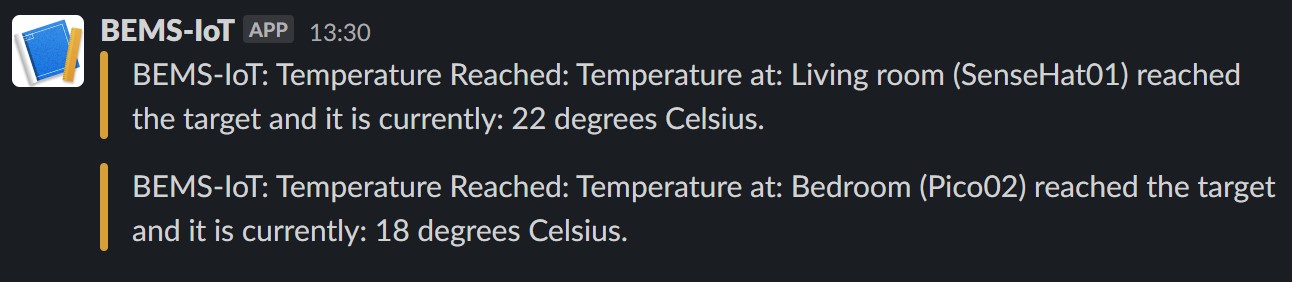 BEMS-IoT APP 13:30
BEMS-IoT: Temperature Reached: Temperature at: Living room (SenseHat01) reached
the target and it is currently: 22 degrees Celsius.
BEMS-IoT: Temperature Reached: Temperature at: Bedroom (Pico02) reached the target
and it is currently: 18 degrees Celsius.